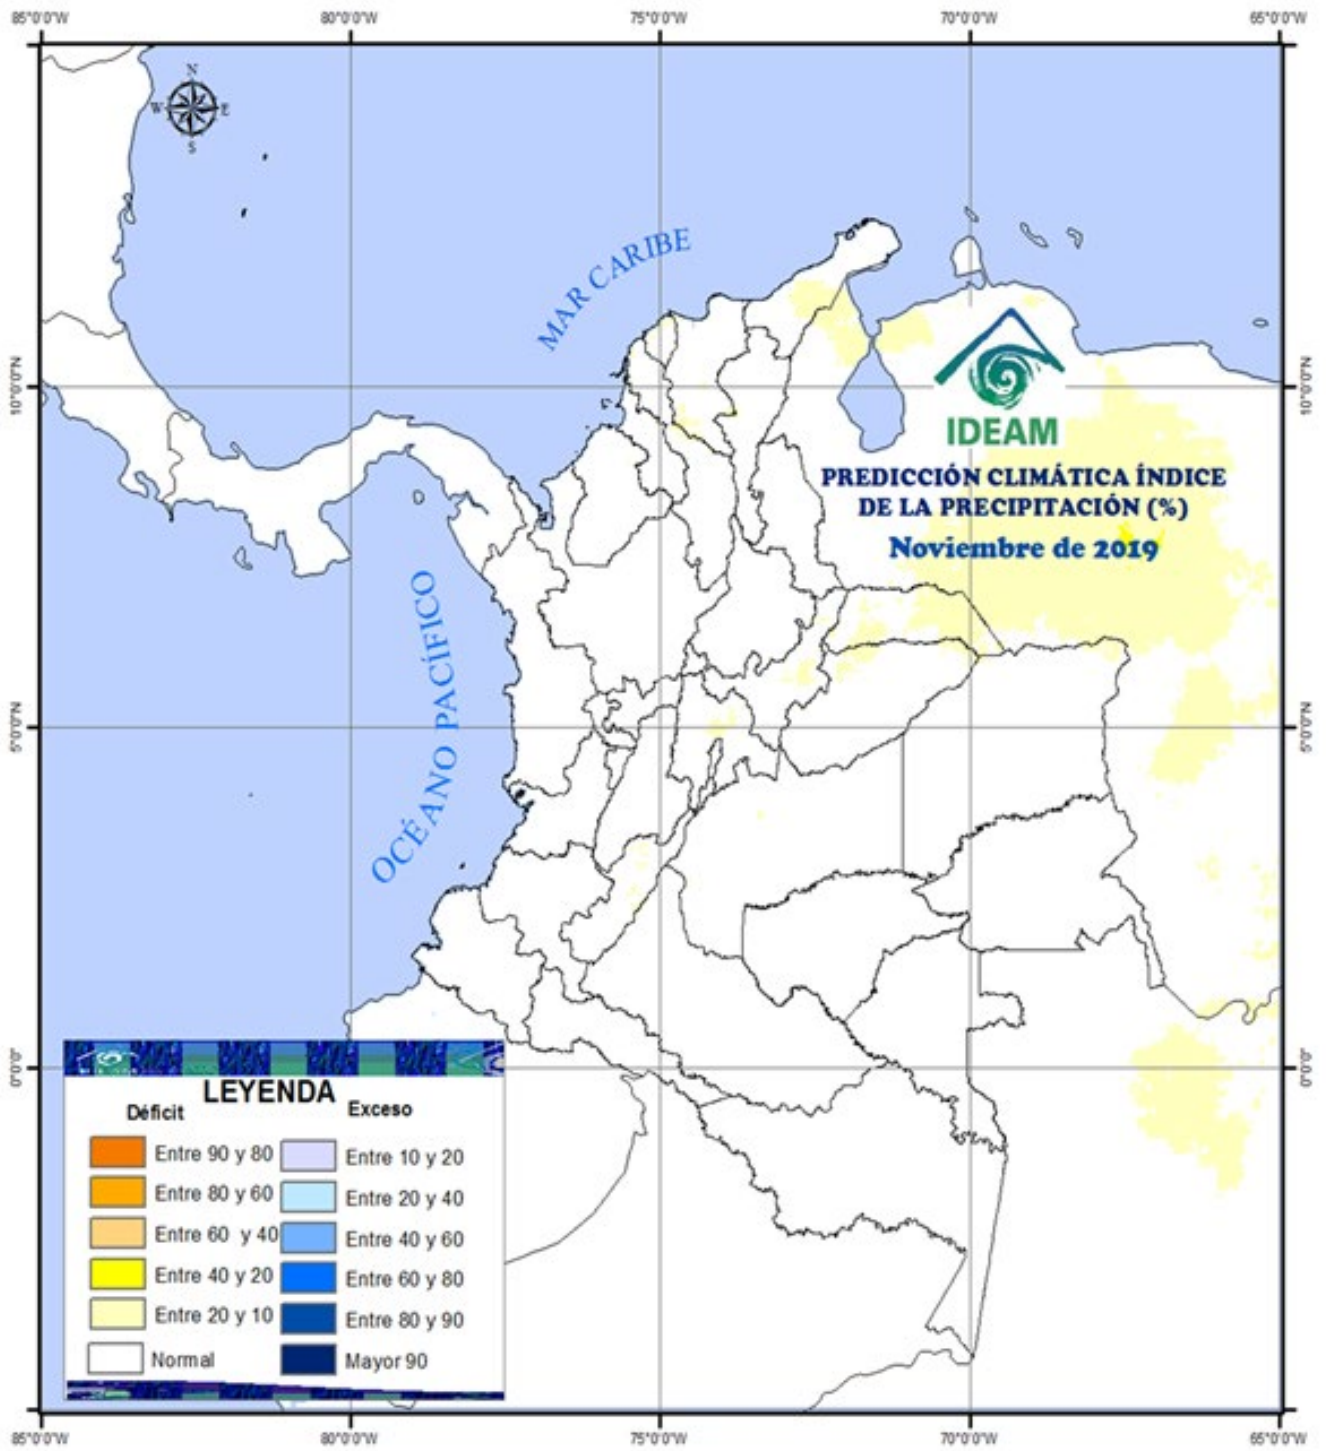 85°0'0"W 80°0'0"W 75°0'0"W 70°0'0"W 65°0'0"W
N
W E
S
MAR CARIBE
10°0'0"N 10°0'0"N
IDEAM
PREDICCIÓN CLIMÁTICA ÍNDICE
DE LA PRECIPITACIÓN (%)
Noviembre de 2019
OCÉANO PACÍFICO
5°0'0"N 5°0'0"N
0°0'0" 0°0'0"
LEYENDA
Déficit Exceso
Entre 90 y 80 Entre 10 y 20
Entre 80 y 60 Entre 20 y 40
Entre 60 y 40 Entre 40 y 60
Entre 40 y 20 Entre 60 y 80
Entre 20 y 10 Entre 80 y 90
Normal Mayor 90
85°0'0"W 80°0'0"W 75°0'0"W 70°0'0"W 65°0'0"W